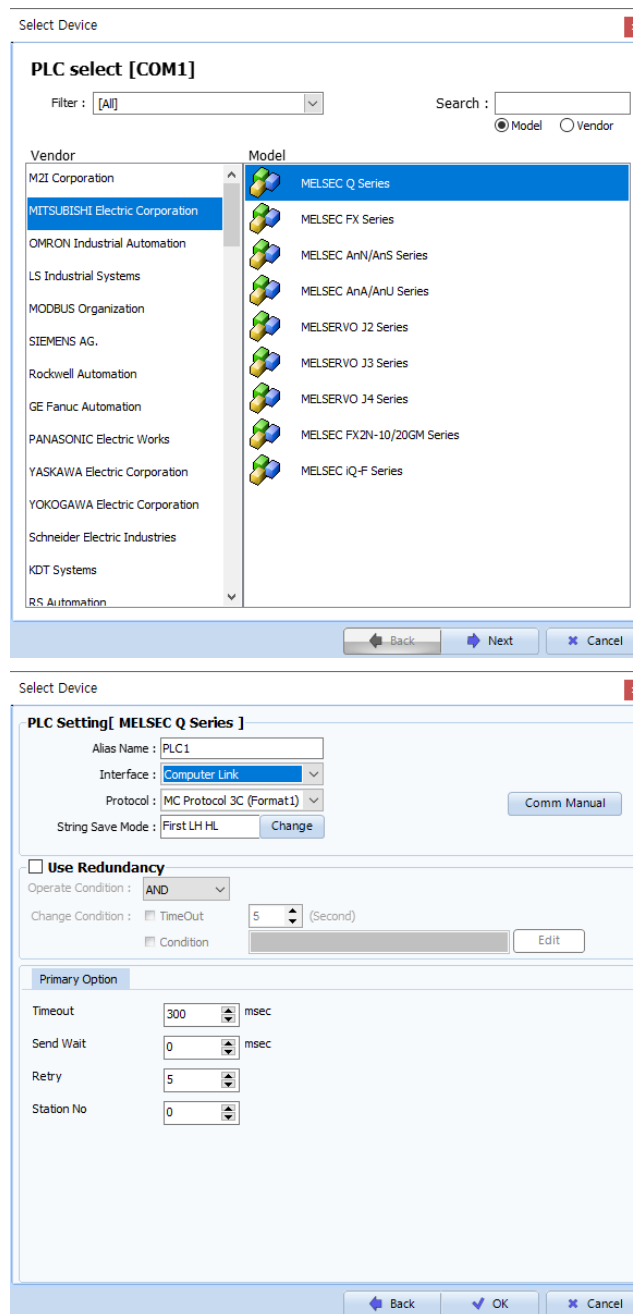 Select Device
PLC select [COM1]
Filter : [All]
Search :
Model Vendor
Vendor Model
M2I Corporation
MITSUBISHI Electric Corporation
OMRON Industrial Automation
LS Industrial Systems
MODBUS Organization
SIEMENS AG.
Rockwell Automation
GE Fanuc Automation
PANASONIC Electric Works
YASKAWA Electric Corporation
YOKOGAWA Electric Corporation
Schneider Electric Industries
KDT Systems
RS Automation
MELSEC Q Series
MELSEC FX Series
MELSEC AnN/AnS Series
MELSEC AnA/AnU Series
MELSERVO J2 Series
MELSERVO J3 Series
MELSERVO J4 Series
MELSEC FX2N-10/20GM Series
MELSEC iQ-F Series
Back Next Cancel
Select Device
PLC Setting[ MELSEC Q Series ]
Alias Name : PLC1
Interface : Computer Link
Protocol : MC Protocol 3C (Format1) Comm Manual
String Save Mode : First LH HL Change
Use Redundancy
Operate Condition : AND
Change Condition : TimeOut 5 (Second)
Condition Edit
Primary Option
Timeout 300 msec
Send Wait 0 msec
Retry 5
Station No 0
Back OK Cancel